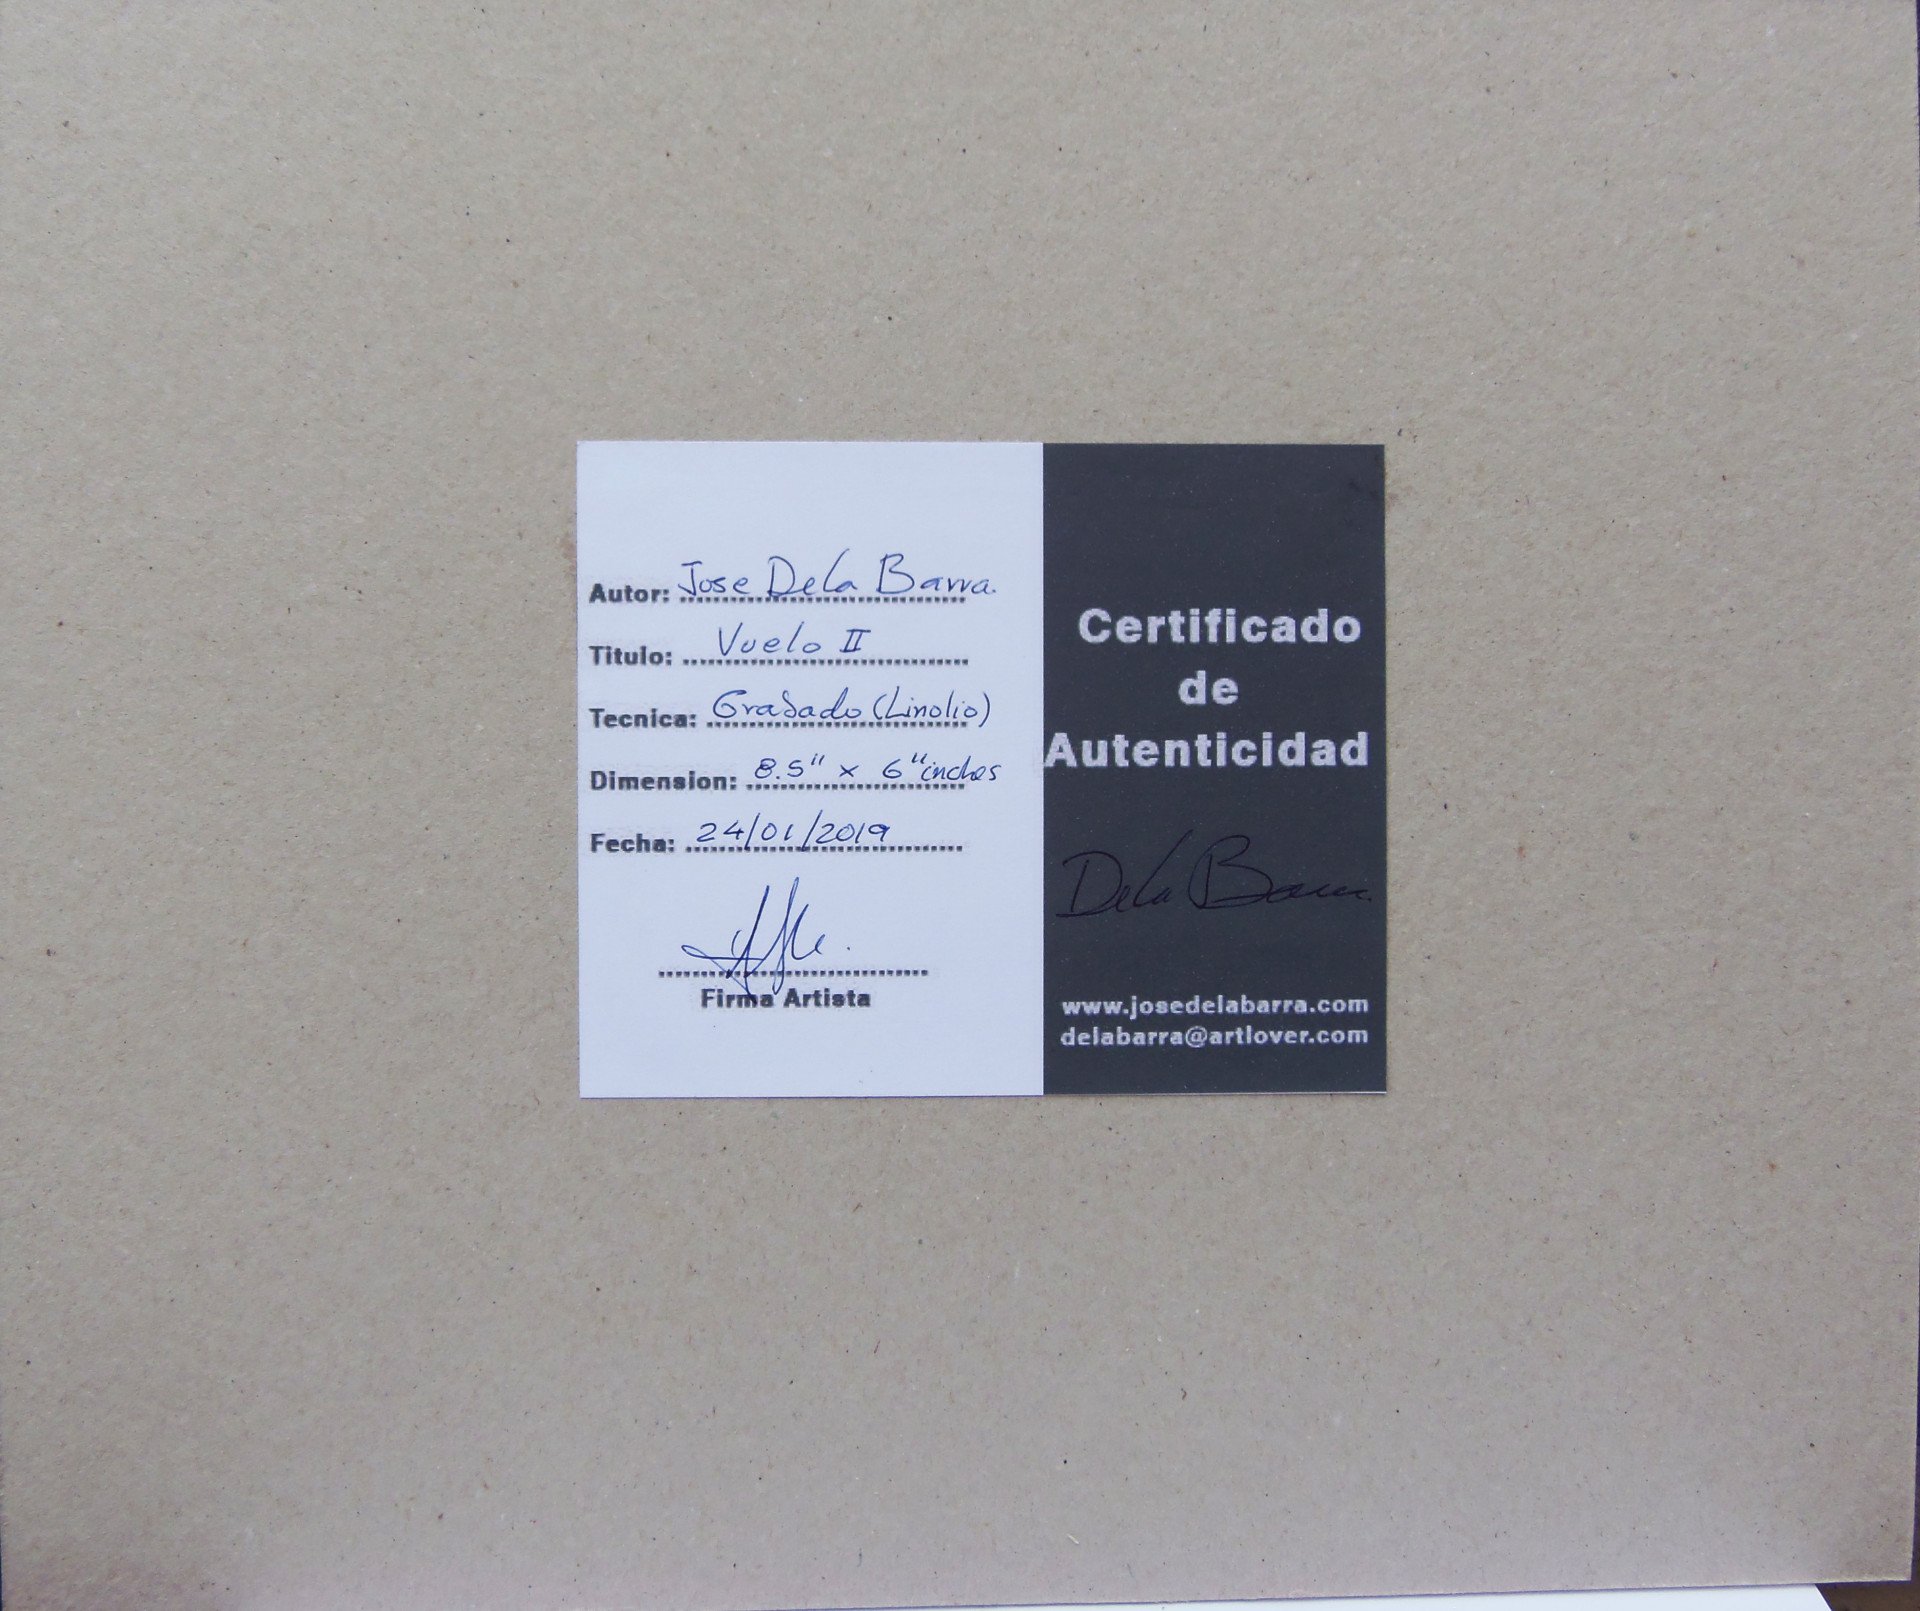 Autor: Jose De la Barra.
Titulo: Vuelo II
Tecnica: Grabado (Linolio)
Dimension: 8.5" x 6" inches
Fecha: 24/01/2019
Firma Artista
Certificado
de
Autenticidad
De la Barra
www.josedelabarra.com
delabarra@artlover.com